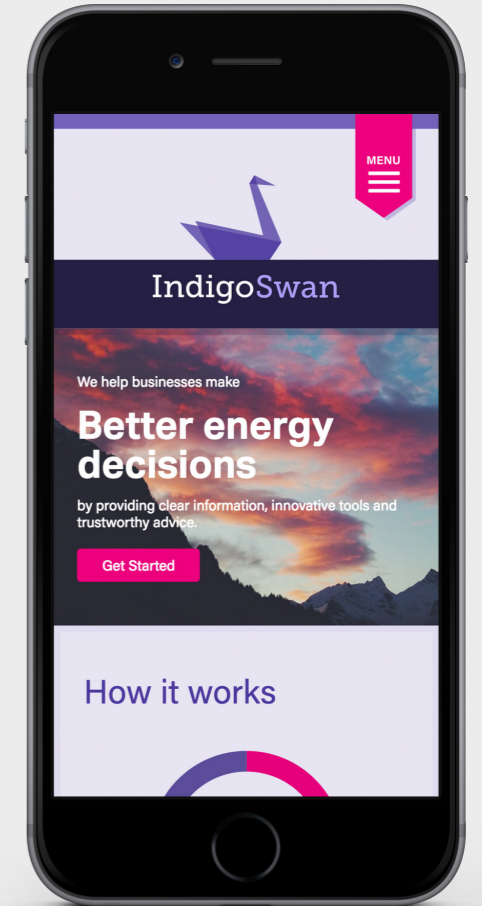 MENU
IndigoSwan
We help businesses make
Better energy
decisions
by providing clear information, innovative tools and
trustworthy advice.
Get Started
How it works